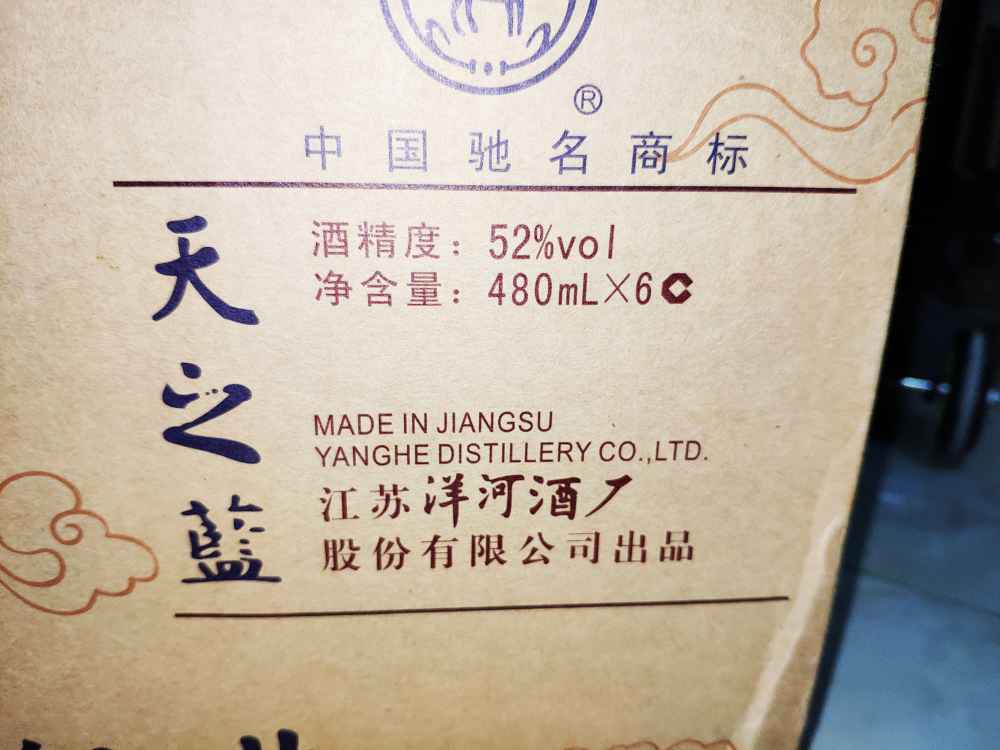 ®
中国驰名商标
天之藍
酒精度：52%vol
净含量：480mL×6
MADE IN JIANGSU
YANGHE DISTILLERY CO.,LTD.
江苏洋河酒厂
股份有限公司出品